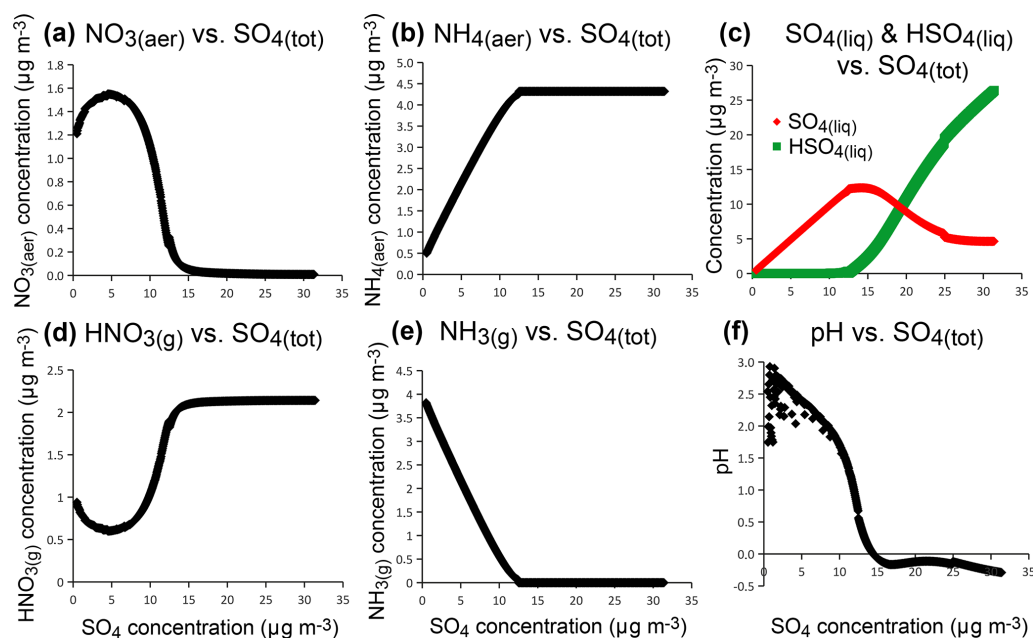 (a) NO3(aer) vs. SO4(tot)
NO3(aer) concentration (µg m-3)
1.8
1.6
1.4
1.2
1.0
0.8
0.6
0.4
0.2
0.0
0 5 10 15 20 25 30 35
(b) NH4(aer) vs. SO4(tot)
NH4(aer) concentration (µg m-3)
5.0
4.5
4.0
3.5
3.0
2.5
2.0
1.5
1.0
0.5
0.0
0 5 10 15 20 25 30 35
(c) SO4(liq) & HSO4(liq)
vs. SO4(tot)
Concentration (µg m-3)
30
25
20
15
10
5
0
SO4(liq)
HSO4(liq)
0 5 10 15 20 25 30 35
(d) HNO3(g) vs. SO4(tot)
HNO3(g) concentration (µg m-3)
3
2
2
1
1
0
0 5 10 15 20 25 30 35
SO4 concentration (µg m-3)
(e) NH3(g) vs. SO4(tot)
NH3(g) concentration (µg m-3)
5
4
4
3
3
2
2
1
1
0
0 5 10 15 20 25 30 35
SO4 concentration (µg m-3)
(f) pH vs. SO4(tot)
pH
3.0
2.5
2.0
1.5
1.0
0.5
0.0
-0.5
0 5 10 15 20 25 30 35
SO4 concentration (µg m-3)